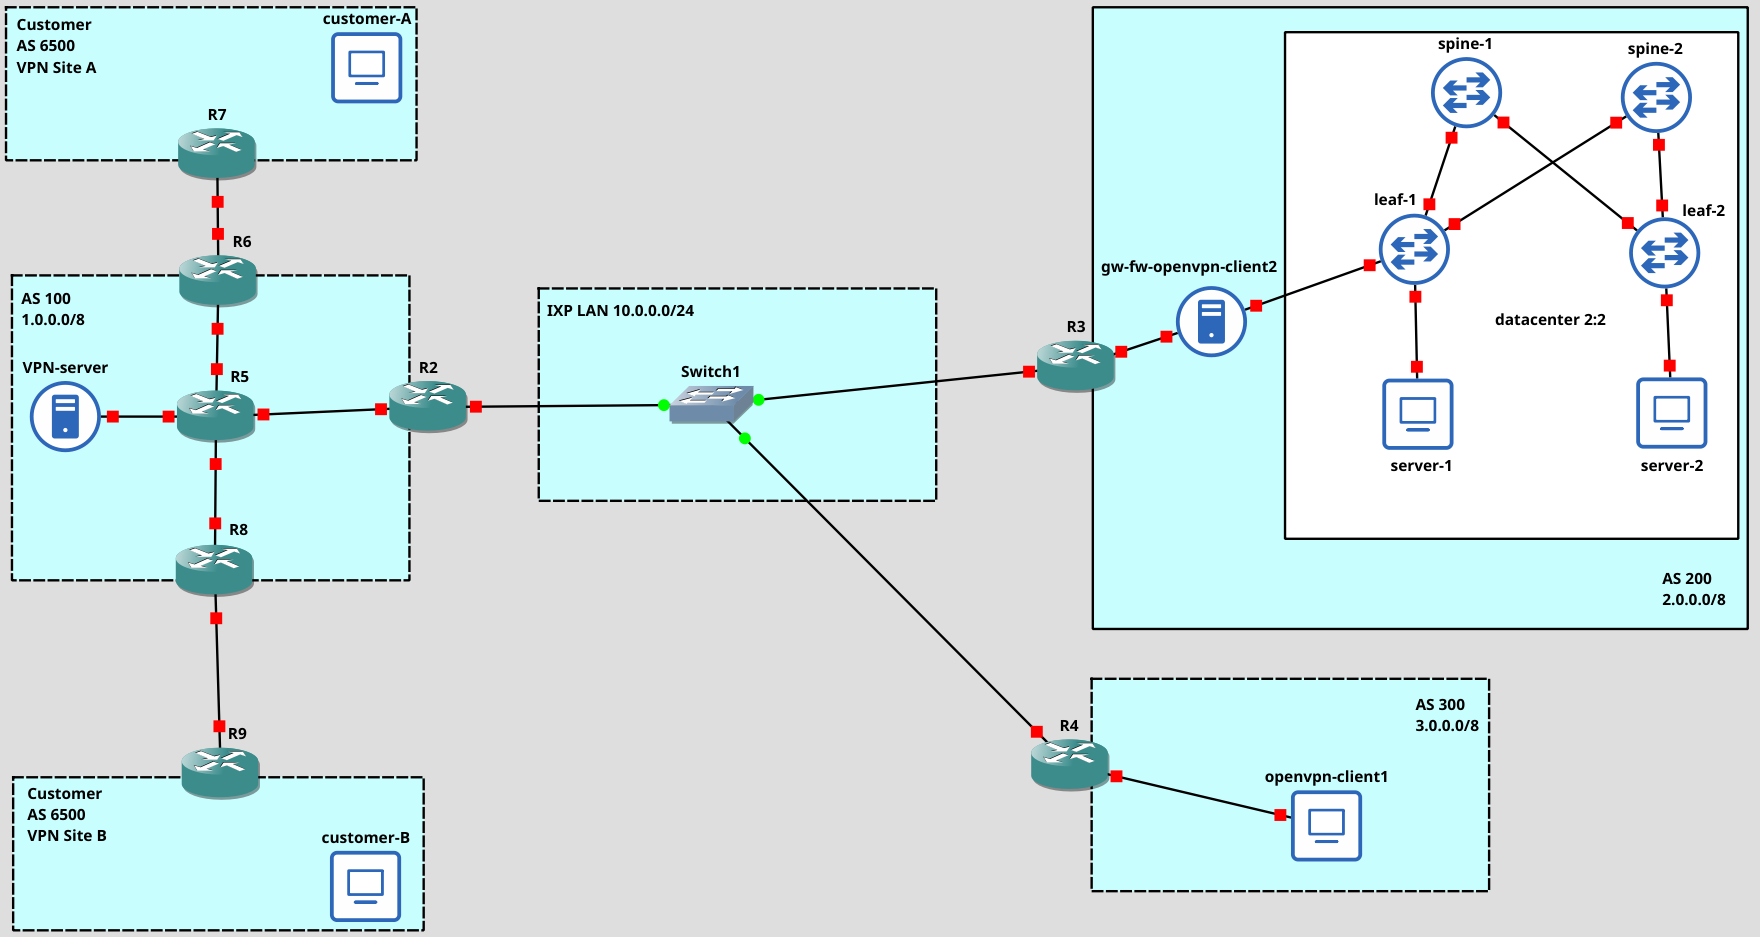 Customer
AS 6500
VPN Site A
customer-A
R7
R6
AS 100
1.0.0.0/8
VPN-server
R5
R2
R8
R9
Customer
AS 6500
VPN Site B
customer-B
IXP LAN 10.0.0.0/24
Switch1
R3
gw-fw-openvpn-client2
spine-1
spine-2
leaf-1
leaf-2
datacenter 2:2
server-1
server-2
AS 200
2.0.0.0/8
R4
AS 300
3.0.0.0/8
openvpn-client1